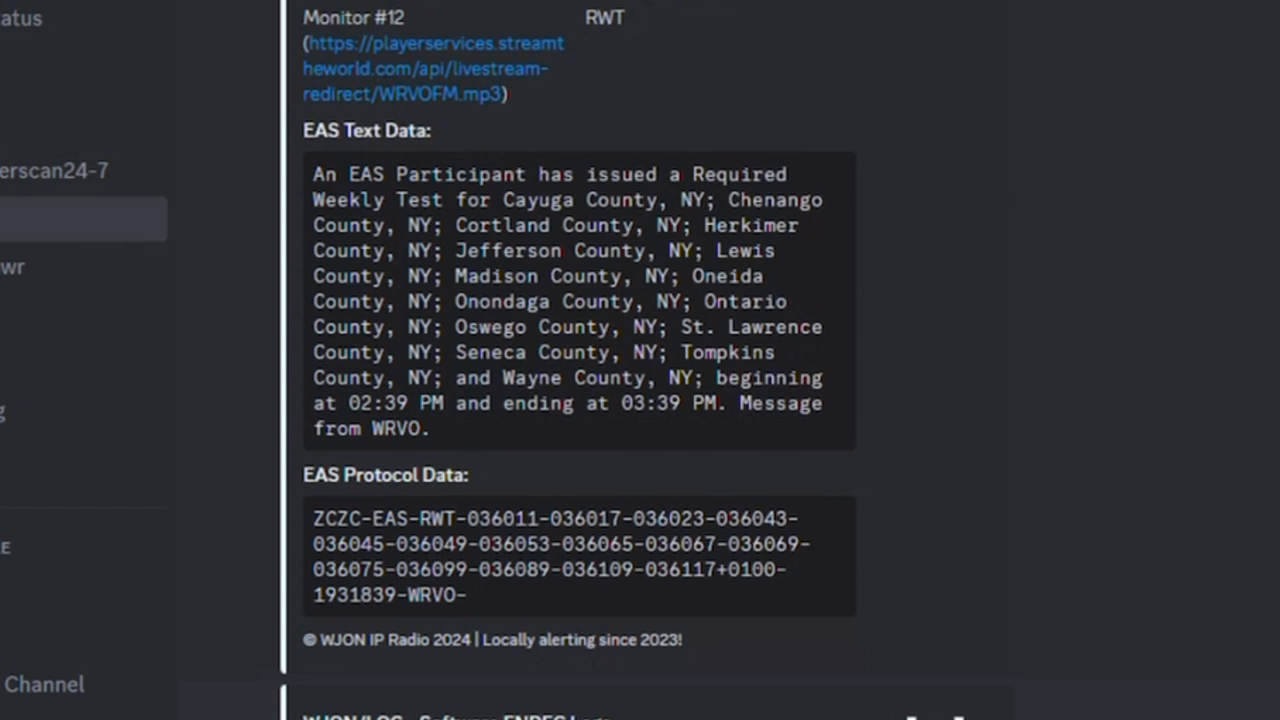 atus
Monitor #12
RWT
(https://playerservices.streamt
heworld.com/api/livestream-
redirect/WRVOFM.mp3)
EAS Text Data:
erscan24-7
An EAS Participant has issued a Required
Weekly Test for Cayuga County, NY; Chenango
County, NY; Cortland County, NY; Herkimer
County, NY; Jefferson County, NY; Lewis
County, NY; Madison County, NY; Oneida
County, NY; Onondaga County, NY; Ontario
County, NY; Oswego County, NY; St. Lawrence
County, NY; Seneca County, NY; Tompkins
County, NY; and Wayne County, NY; beginning
at 02:39 PM and ending at 03:39 PM. Message
from WRVO.
wr
g
EAS Protocol Data:
ZCZC-EAS-RWT-036011-036017-036023-036043-
036045-036049-036053-036065-036067-036069-
036075-036099-036089-036109-036117+0100-
1931839-WRVO-
E
© WJON IP Radio 2024 | Locally alerting since 2023!
Channel
WJON/LOG - Software ENDEC Logs